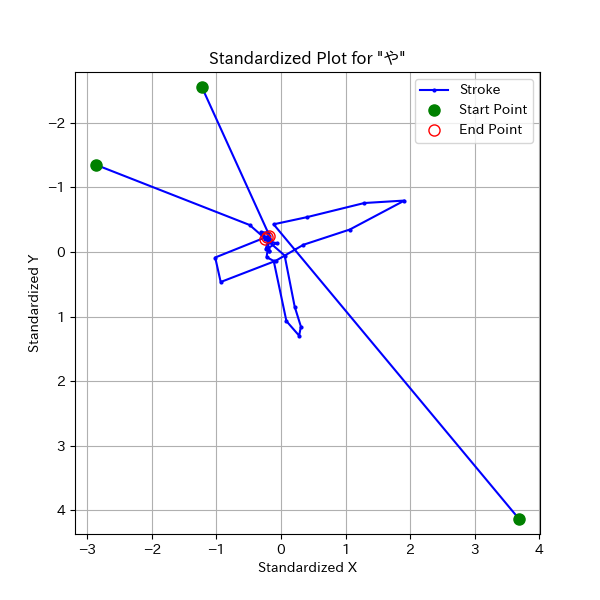 Standardized Plot for "や"
Stroke
Start Point
End Point
−2
−1
0
1
2
3
4
Standardized Y
−3 −2 −1 0 1 2 3 4
Standardized X